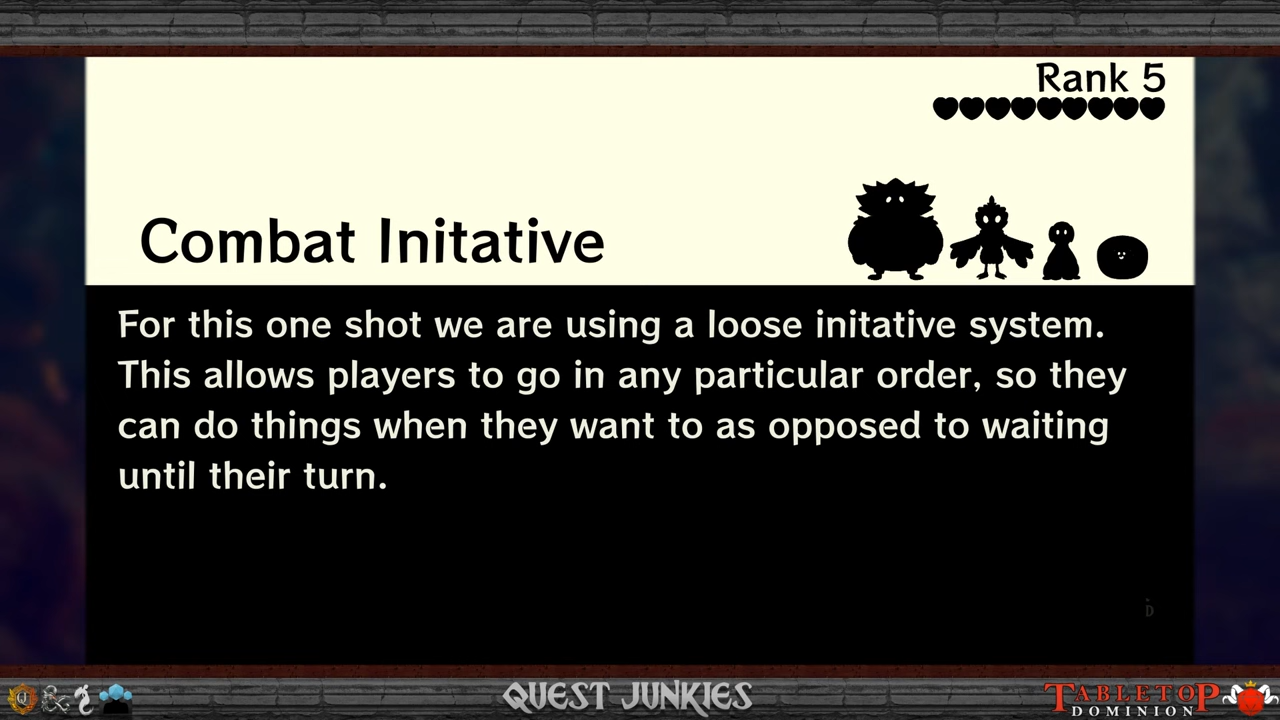 Rank 5
Combat Initative
For this one shot we are using a loose initative system.
This allows players to go in any particular order, so they
can do things when they want to as opposed to waiting
until their turn.
D
QUEST JUNKIES
TABLETOP
DOMINION